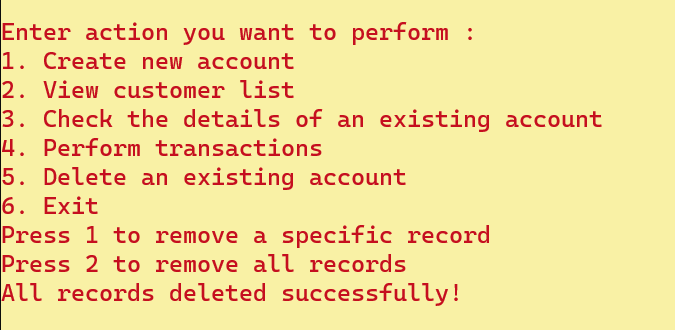 Enter action you want to perform :
1. Create new account
2. View customer list
3. Check the details of an existing account
4. Perform transactions
5. Delete an existing account
6. Exit
Press 1 to remove a specific record
Press 2 to remove all records
All records deleted successfully!